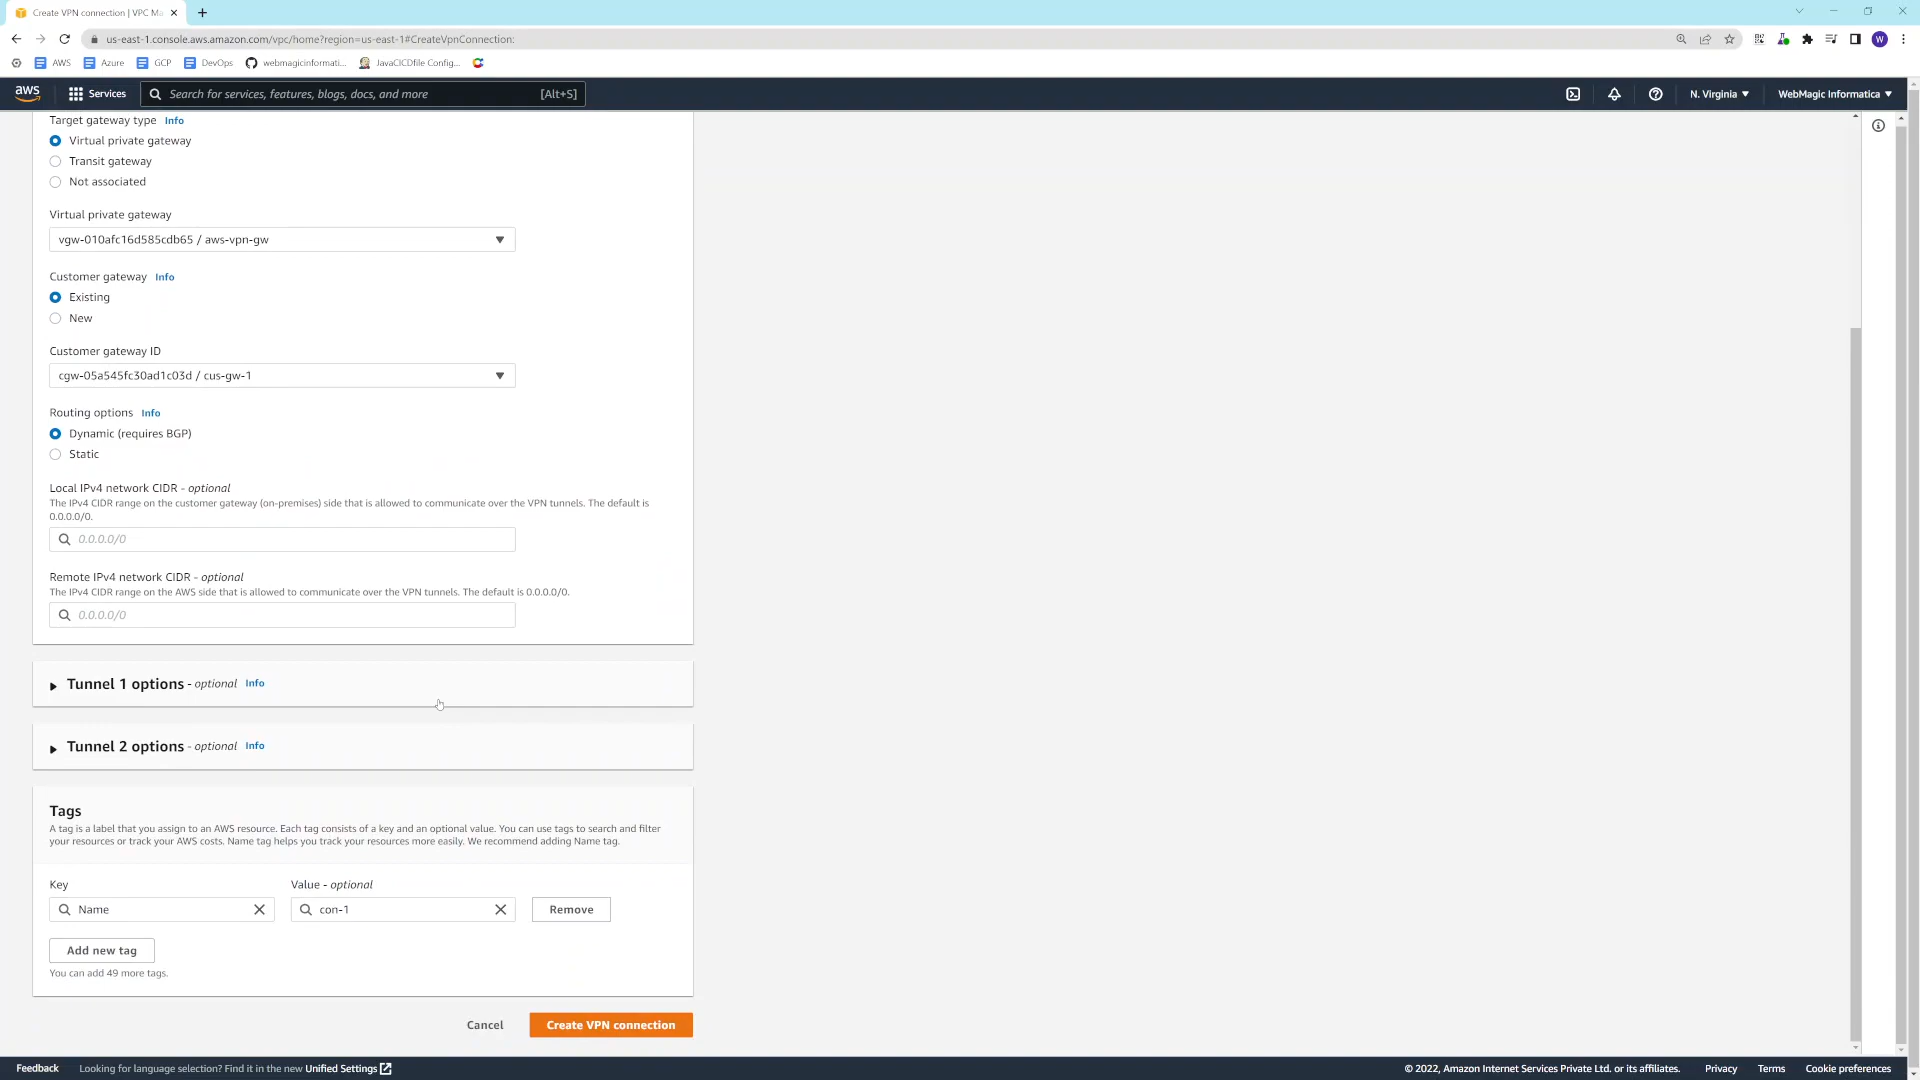 Create VPN connection | VPC Ma
us-east-1.console.aws.amazon.com/vpc/home?region=us-east-1#CreateVpnConnection:
W
AWS
Azure
GCP
DevOps
webmagicinformati...
JavaCICDfile Config...
aws
Services
Search for services, features, blogs, docs, and more
[Alt+S]
N. Virginia
WebMagic Informatica
Target gateway type Info
Virtual private gateway
Transit gateway
Not associated
Virtual private gateway
vgw-010afc16d585cdb65 / aws-vpn-gw
Customer gateway Info
Existing
New
Customer gateway ID
cgw-05a545fc30ad1c03d / cus-gw-1
Routing options Info
Dynamic (requires BGP)
Static
Local IPv4 network CIDR - optional
The IPv4 CIDR range on the customer gateway (on-premises) side that is allowed to communicate over the VPN tunnels. The default is
0.0.0.0/0.
0.0.0.0/0
Remote IPv4 network CIDR - optional
The IPv4 CIDR range on the AWS side that is allowed to communicate over the VPN tunnels. The default is 0.0.0.0/0.
0.0.0.0/0
Tunnel 1 options - optional Info
Tunnel 2 options - optional Info
Tags
A tag is a label that you assign to an AWS resource. Each tag consists of a key and an optional value. You can use tags to search and filter
your resources or track your AWS costs. Name tag helps you track your resources more easily. We recommend adding Name tag.
Key
Value - optional
Name
con-1
Remove
Add new tag
You can add 49 more tags.
Cancel
Create VPN connection
Feedback
Looking for language selection? Find it in the new Unified Settings
© 2022, Amazon Internet Services Private Ltd. or its affiliates.
Privacy
Terms
Cookie preferences